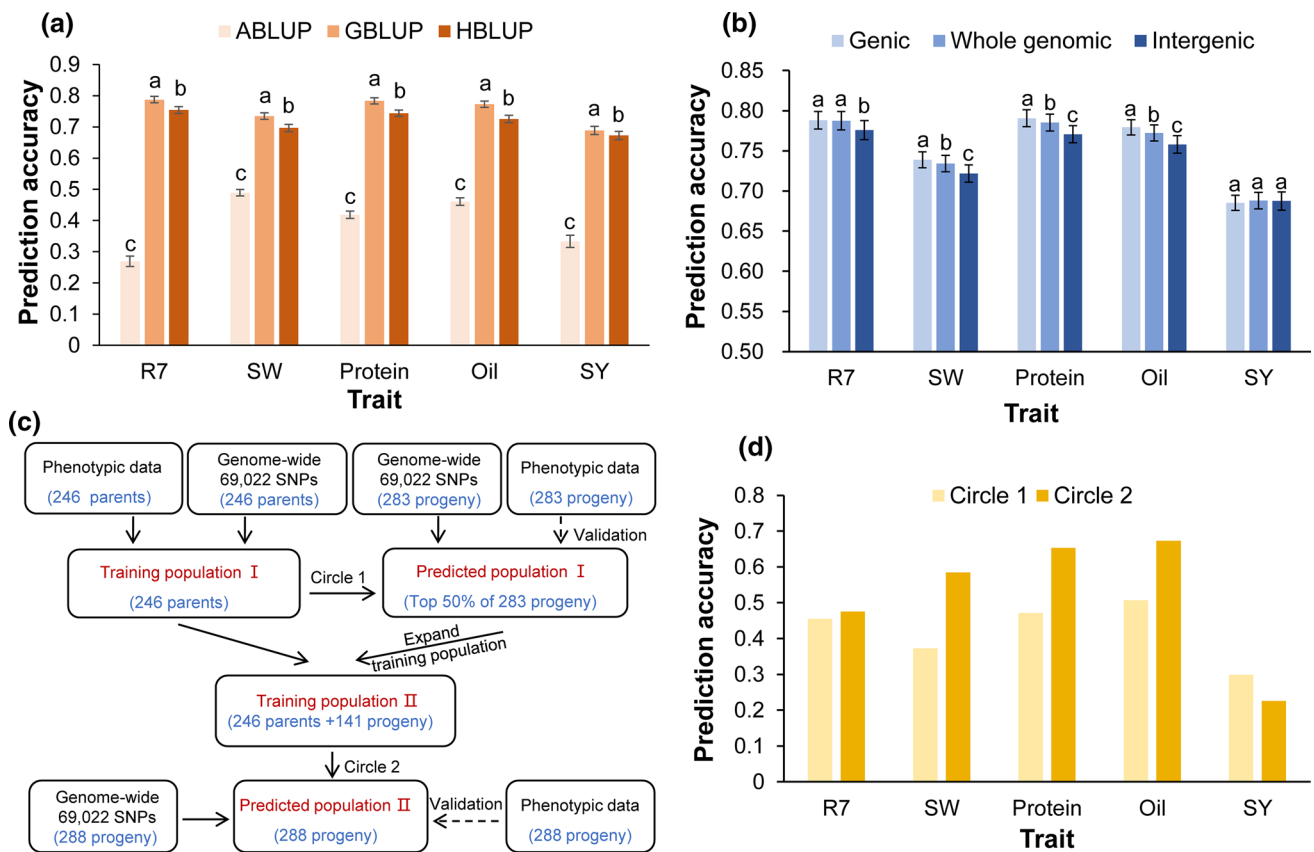 (a)
ABLUP GBLUP HBLUP
Prediction accuracy
0.9
0.8
0.7
0.6
0.5
0.4
0.3
0.2
0.1
0
c a b
c a b
c a b
c a b
c a b
R7 SW Protein Oil SY
Trait
(b)
Genic Whole genomic Intergenic
Prediction accuracy
0.85
0.80
0.75
0.70
0.65
0.60
0.55
0.50
a a b
a b c
a b c
a b c
a a a
R7 SW Protein Oil SY
Trait
(c)
Phenotypic data
(246 parents)
Genome-wide
69,022 SNPs
(246 parents)
Genome-wide
69,022 SNPs
(283 progeny)
Phenotypic data
(283 progeny)
Validation
Training population Ⅰ
(246 parents)
Circle 1
Predicted population Ⅰ
(Top 50% of 283 progeny)
Expand
training population
Training population Ⅱ
(246 parents +141 progeny)
Circle 2
Genome-wide
69,022 SNPs
(288 progeny)
Predicted population Ⅱ
(288 progeny)
Validation
Phenotypic data
(288 progeny)
(d)
Circle 1 Circle 2
Prediction accuracy
0.8
0.7
0.6
0.5
0.4
0.3
0.2
0.1
0
R7 SW Protein Oil SY
Trait